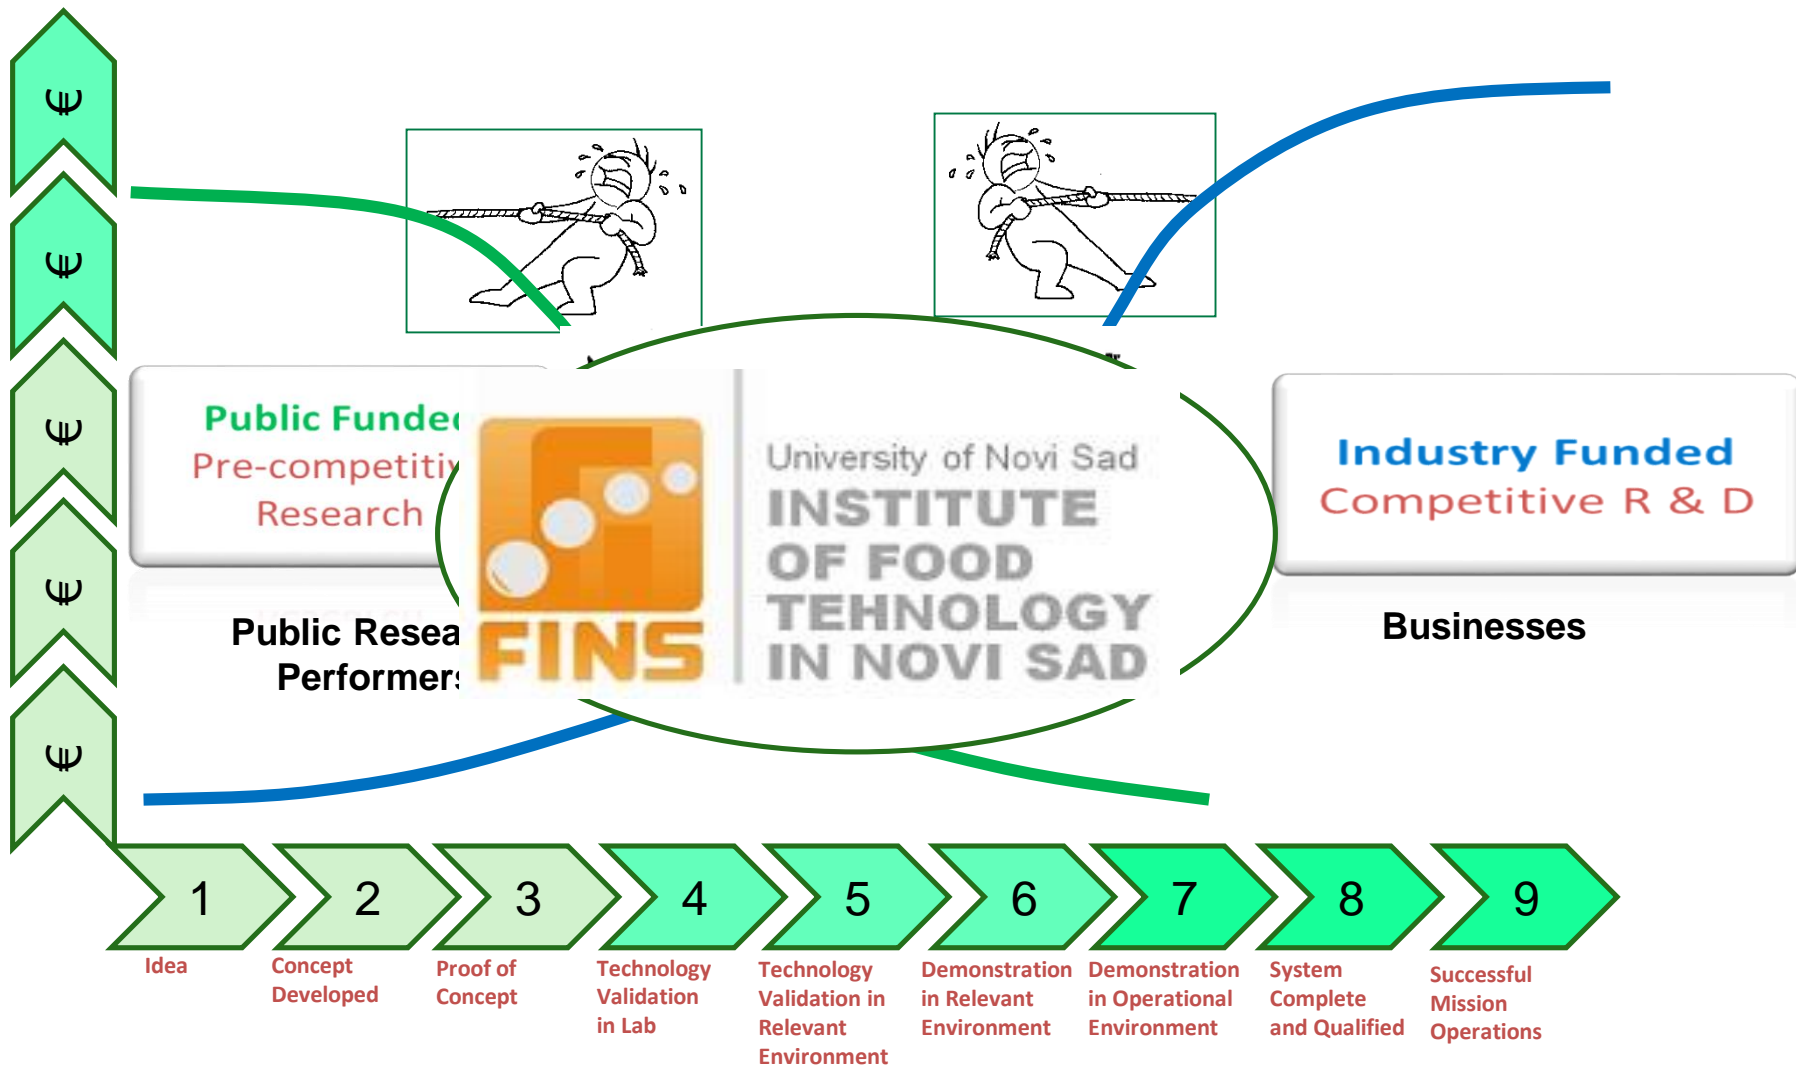 €
€
€
€
€
Public Funde
Pre-competitiv
Research
Public Resea
Performers
FINS
University of Novi Sad
INSTITUTE
OF FOOD
TEHNOLOGY
IN NOVI SAD
Industry Funded
Competitive R & D
Businesses
1
2
3
4
5
6
7
8
9
Idea
Concept
Developed
Proof of
Concept
Technology
Validation
in Lab
Technology
Validation in
Relevant
Environment
Demonstration
in Relevant
Environment
Demonstration
in Operational
Environment
System
Complete
and Qualified
Successful
Mission
Operations